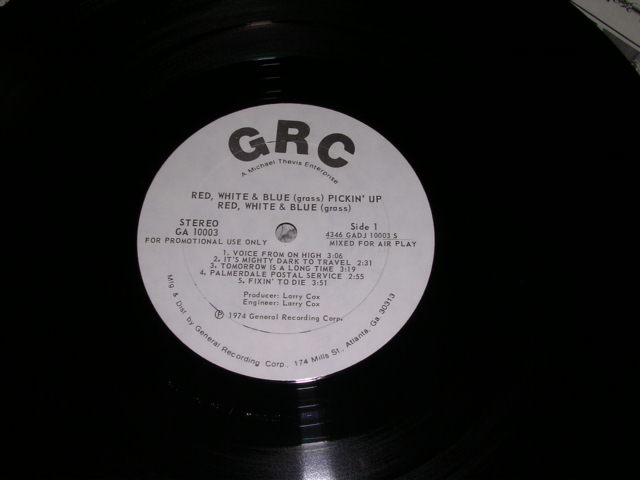 GRC
A Michael Thevis Enterprise
RED, WHITE & BLUE (grass) PICKIN' UP
RED, WHITE & BLUE (grass)
STEREO
GA 10003
Side 1
4346 GADJ 10003 S
FOR PROMOTIONAL USE ONLY
MIXED FOR AIR PLAY
1. VOICE FROM ON HIGH 3:06
2. IT'S MIGHTY DARK TO TRAVEL 2:31
3. TOMORROW IS A LONG TIME 3:19
4. PALMERDALE POSTAL SERVICE 2:55
5. FIXIN' TO DIE 3:51
Producer: Larry Cox
Engineer: Larry Cox
Ⓟ 1974 General Recording Corp.
Mfg & Dist. by General Recording Corp., 174 Mills St., Atlanta, Ga. 30313